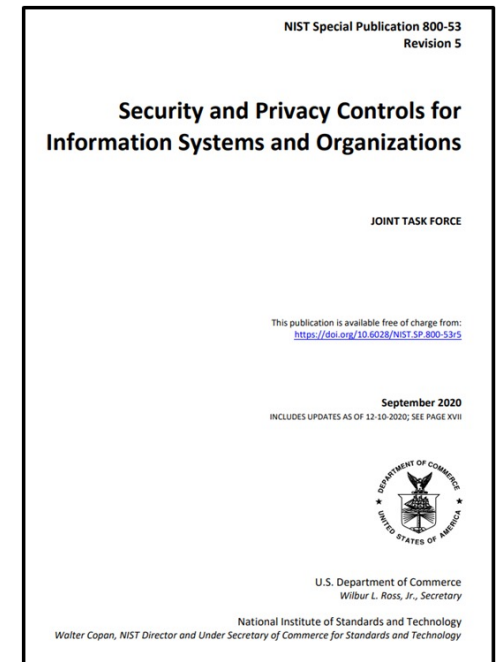 NIST Special Publication 800-53
Revision 5
Security and Privacy Controls for
Information Systems and Organizations
JOINT TASK FORCE
This publication is available free of charge from:
https://doi.org/10.6028/NIST.SP.800-53r5
September 2020
INCLUDES UPDATES AS OF 12-10-2020; SEE PAGE XVII
DEPARTMENT OF COMMERCE
UNITED STATES OF AMERICA
U.S. Department of Commerce
Wilbur L. Ross, Jr., Secretary
National Institute of Standards and Technology
Walter Copan, NIST Director and Under Secretary of Commerce for Standards and Technology